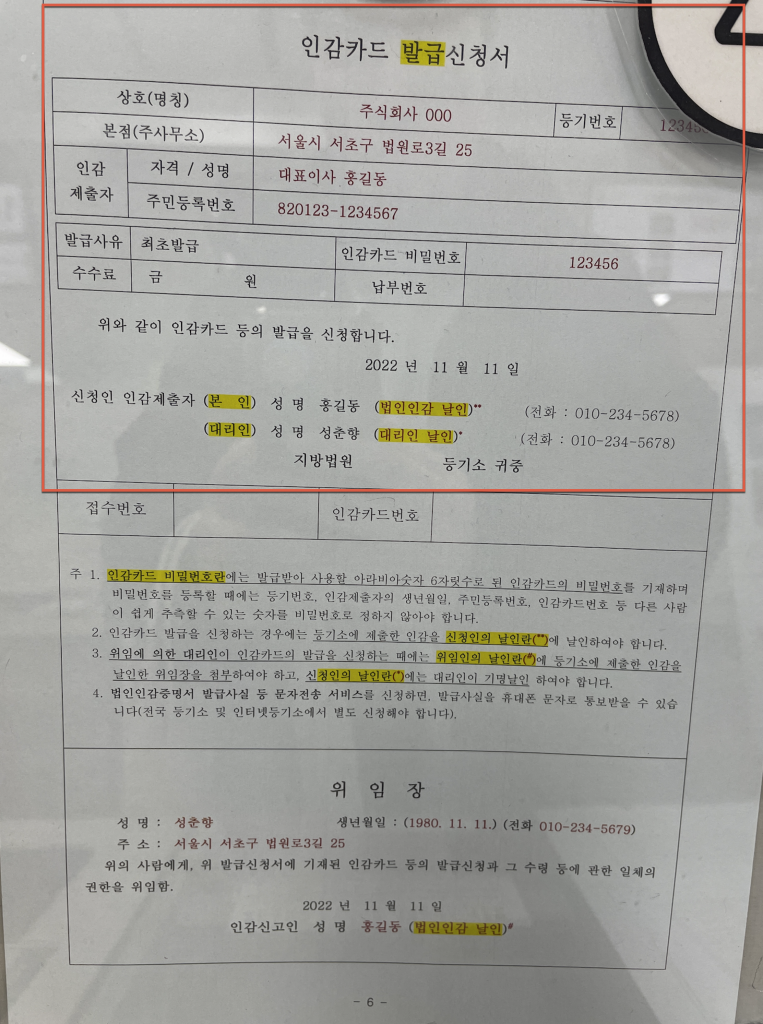 인감카드 발급신청서
상호(명칭) 주식회사 000 등기번호
본점(주사무소) 서울시 서초구 법원로3길 25
인감 제출자 자격 / 성명 대표이사 홍길동
주민등록번호 820123-1234567
발급사유 최초발급 인감카드 비밀번호 123456
수수료 금 원 납부번호
위와 같이 인감카드 등의 발급을 신청합니다.
2022 년 11 월 11 일
신청인 인감제출자 (본 인) 성 명 홍길동 (법인인감 날인)** (전화 : 010-234-5678)
(대리인) 성 명 성춘향 (대리인 날인)* (전화 : 010-234-5678)
지방법원 등기소 귀중
접수번호 인감카드번호
주 1. 인감카드 비밀번호란에는 발급받아 사용할 아라비아숫자 6자릿수로 된 인감카드의 비밀번호를 기재하며
비밀번호를 등록할 때에는 등기번호, 인감제출자의 생년월일, 주민등록번호, 인감카드번호 등 다른 사람
이 쉽게 추측할 수 있는 숫자를 비밀번호로 정하지 않아야 합니다.
2. 인감카드 발급을 신청하는 경우에는 등기소에 제출한 인감을 신청인의 날인란(**)에 날인하여야 합니다.
3. 위임에 의한 대리인이 인감카드의 발급을 신청하는 때에는 위임인의 날인란(#)에 등기소에 제출한 인감을
날인한 위임장을 첨부하여야 하고, 신청인의 날인란(*)에는 대리인이 기명날인 하여야 합니다.
4. 법인인감증명서 발급사실 등 문자전송 서비스를 신청하면, 발급사실을 휴대폰 문자로 통보받을 수 있습
니다(전국 등기소 및 인터넷등기소에서 별도 신청해야 합니다).
위 임 장
성 명 : 성춘향 생년월일 : (1980. 11. 11.) (전화 010-234-5679)
주 소 : 서울시 서초구 법원로3길 25
위의 사람에게, 위 발급신청서에 기재된 인감카드 등의 발급신청과 그 수령 등에 관한 일체의
권한을 위임함.
2022 년 11 월 11 일
인감신고인 성 명 홍길동 (법인인감 날인)#
- 6 -